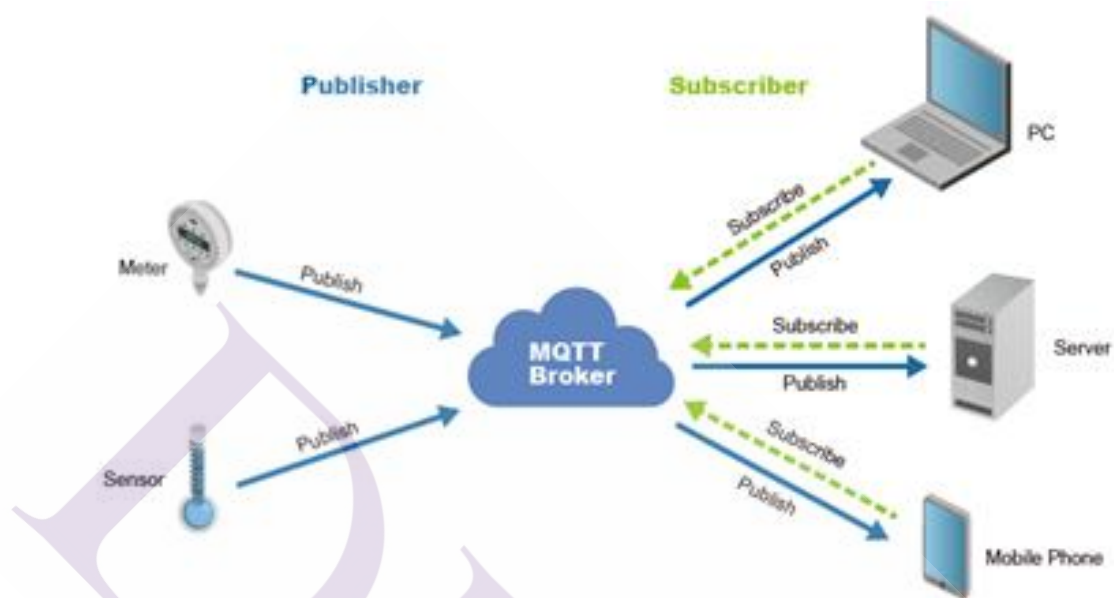 Publisher
Subscriber
PC
Subscribe
Publish
Meter
Publish
MQTT
Broker
Subscribe
Publish
Server
Sensor
Publish
Subscribe
Publish
Mobile Phone